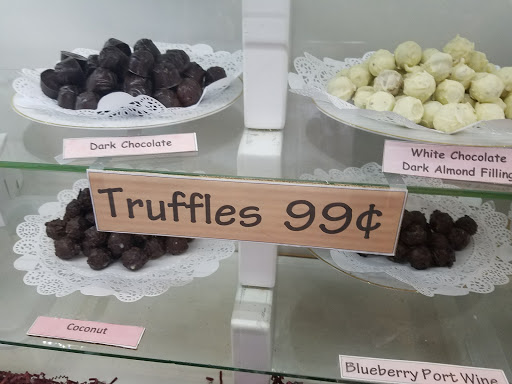 Dark Chocolate
White Chocolate
Dark Almond Filling
Truffles 99¢
Coconut
Blueberry Port Wine